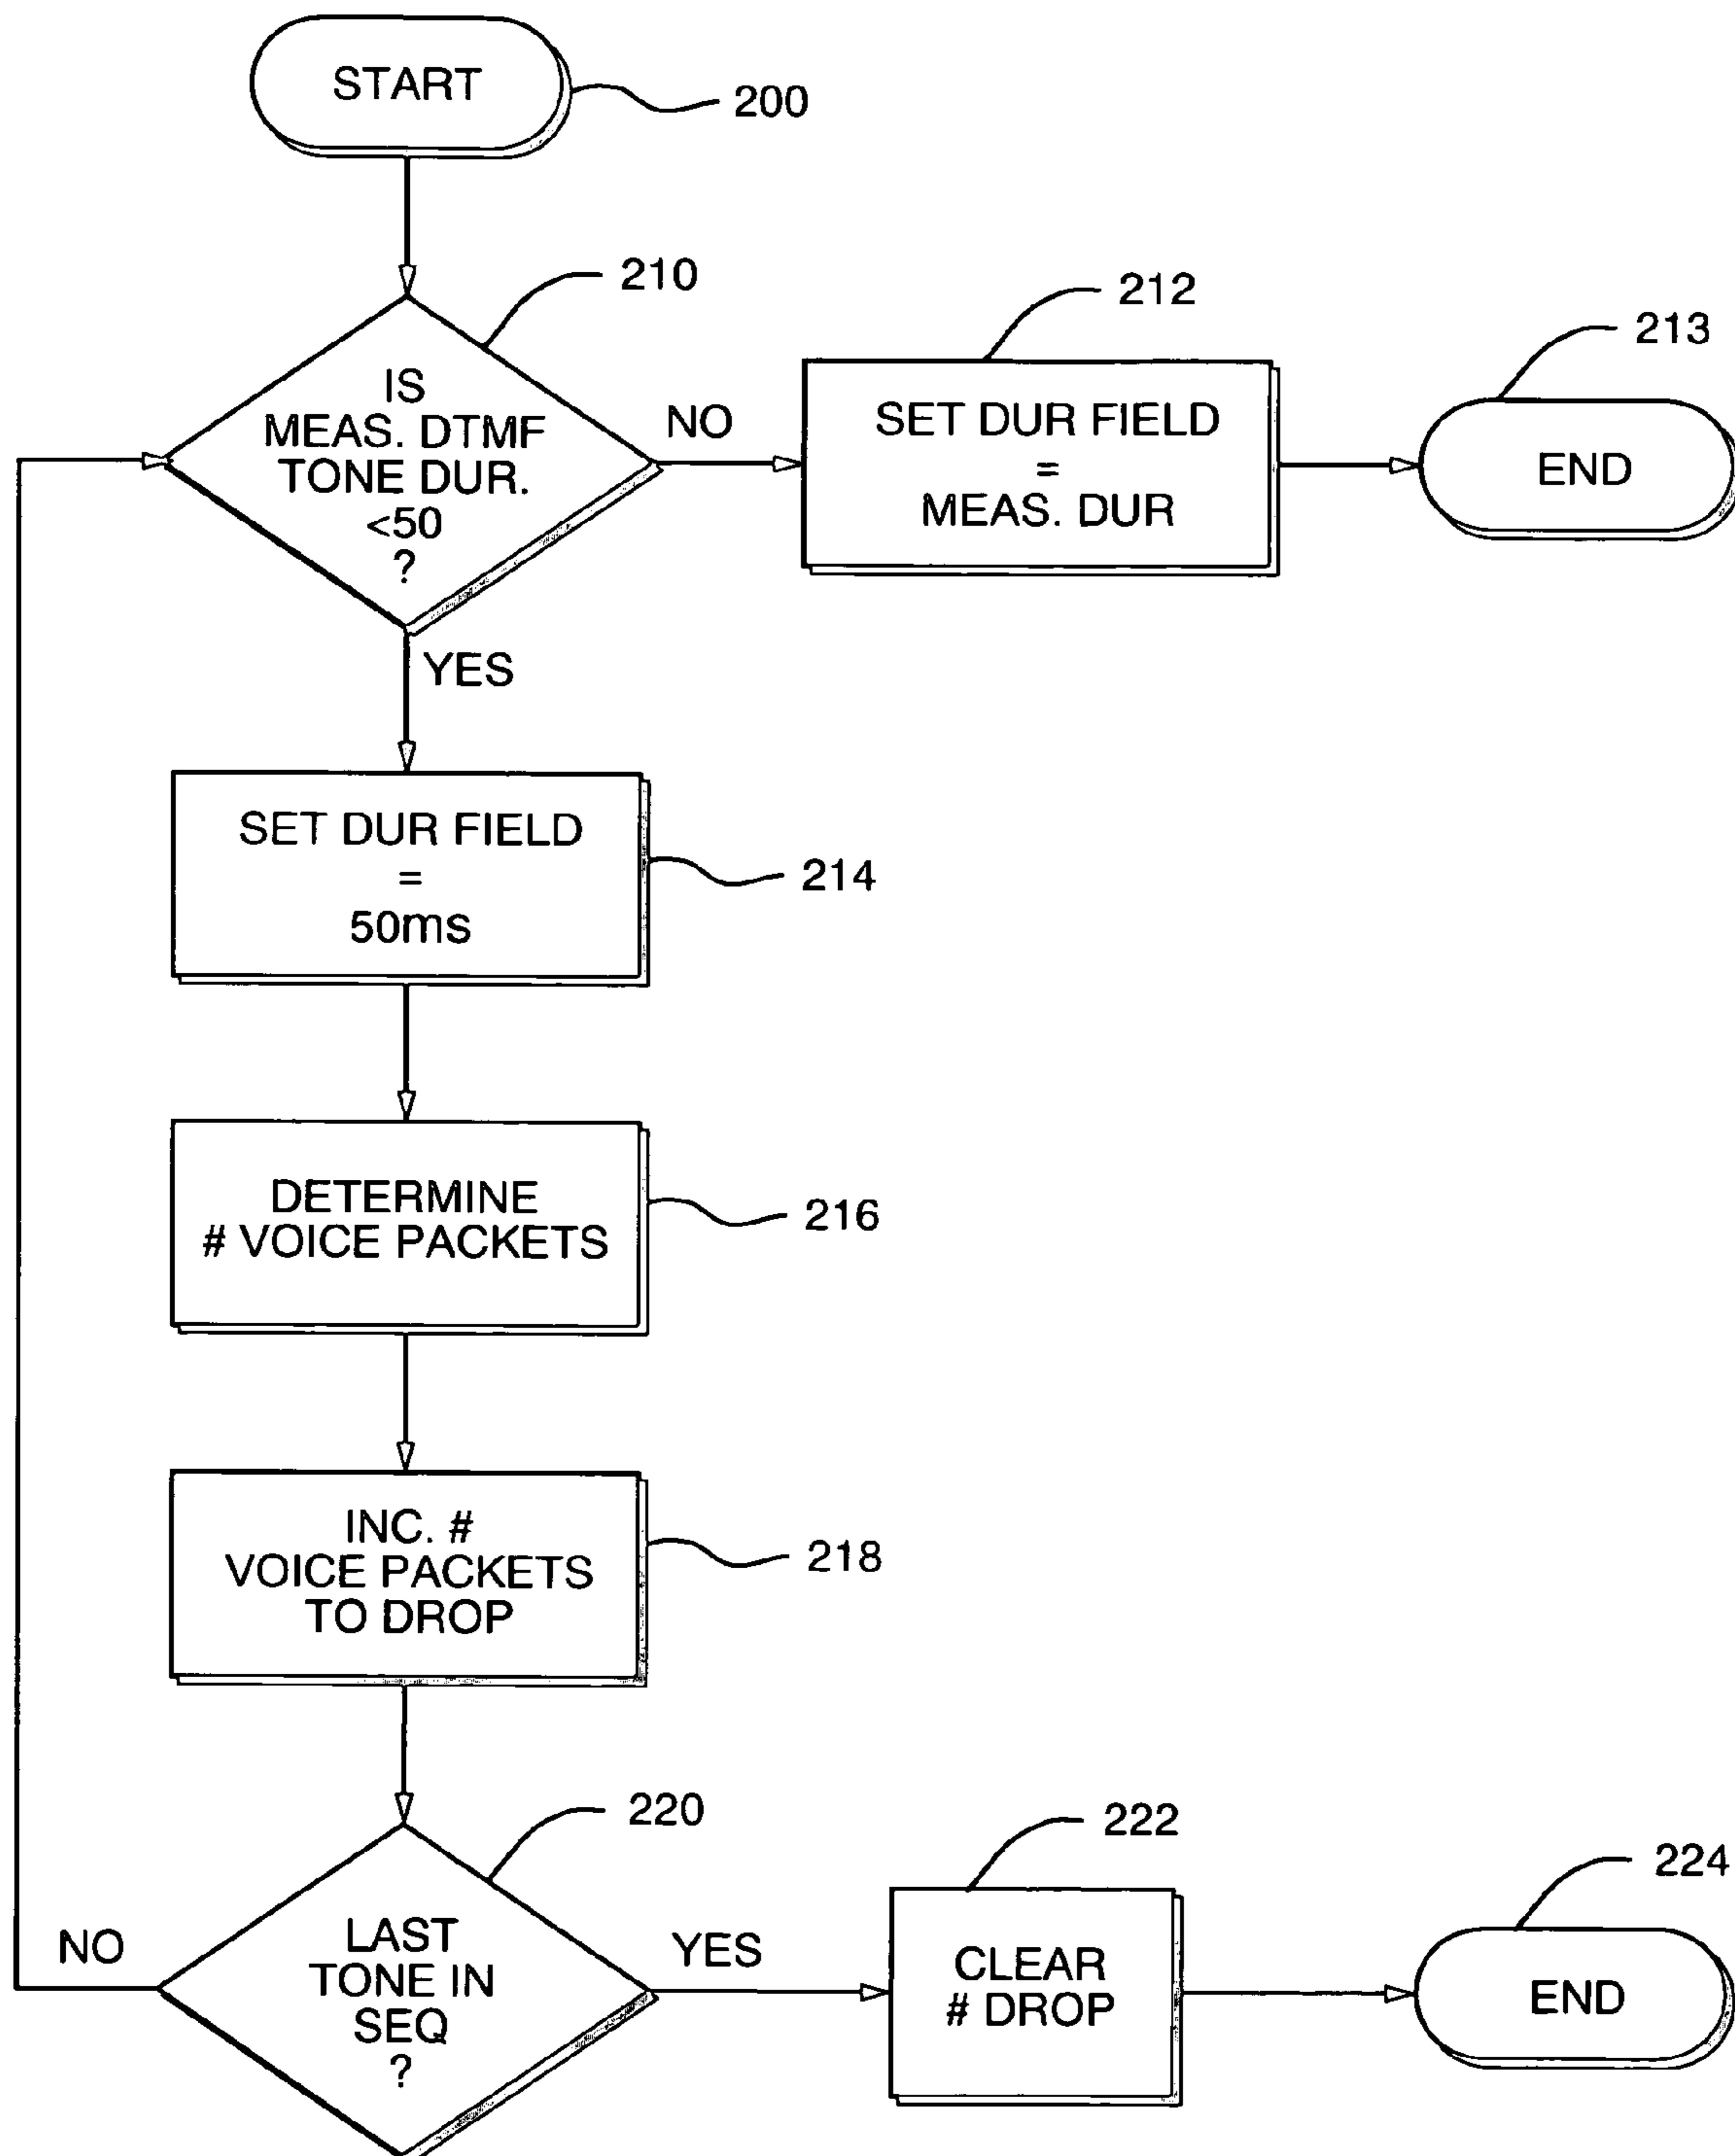 START
200
210
IS
MEAS. DTMF
TONE DUR.
<50
?
NO
212
SET DUR FIELD
=
MEAS. DUR
213
END
YES
SET DUR FIELD
=
50ms
214
DETERMINE
# VOICE PACKETS
216
INC. #
VOICE PACKETS
TO DROP
218
220
LAST
TONE IN
SEQ
?
NO
YES
222
CLEAR
# DROP
224
END